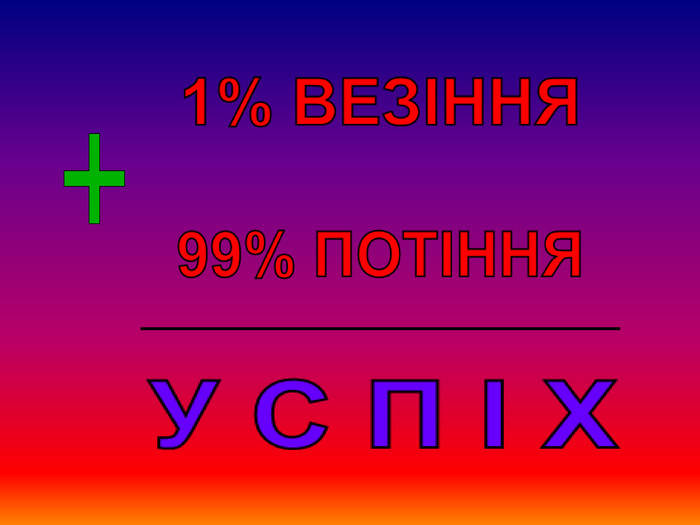 1% ВЕЗІННЯ
+
99% ПОТІННЯ
У С П І Х